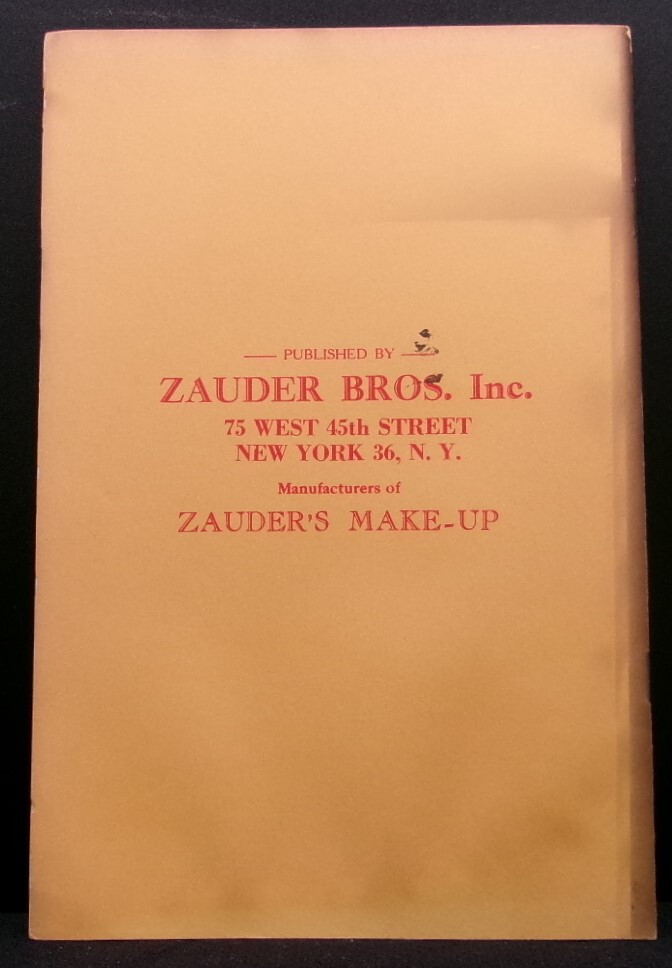 PUBLISHED BY
ZAUDER BROS. Inc.
75 WEST 45th STREET
NEW YORK 36, N. Y.
Manufacturers of
ZAUDER'S MAKE-UP